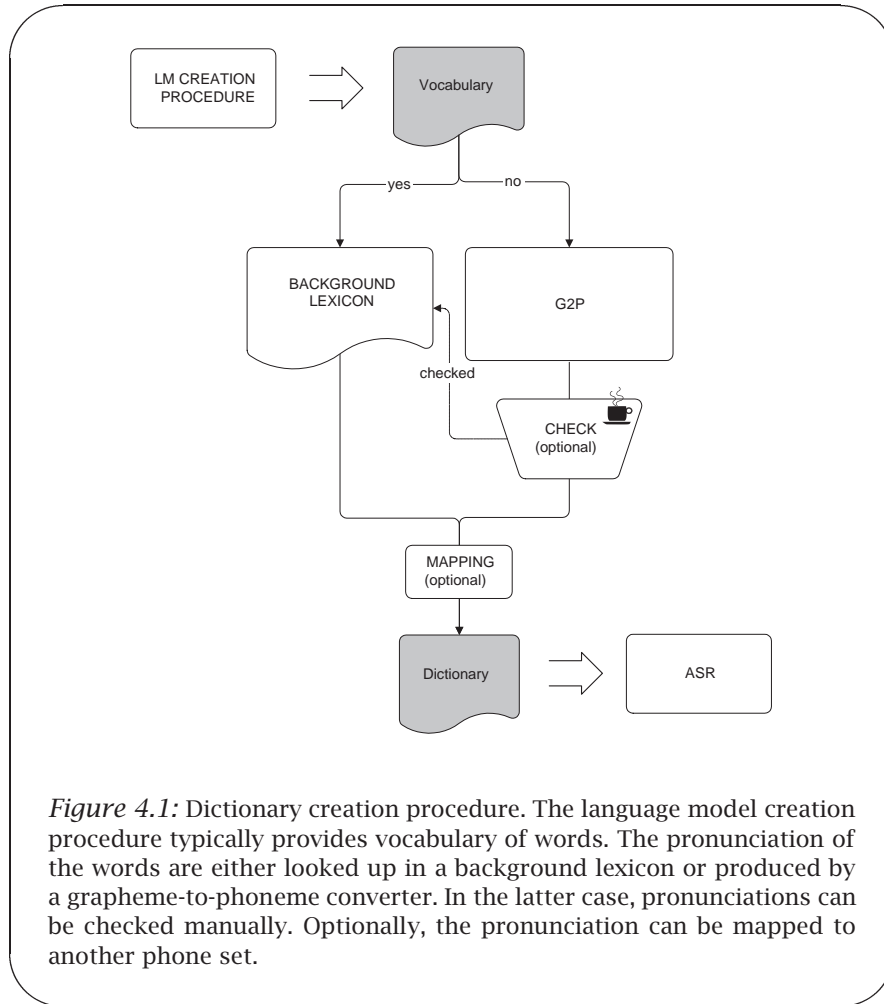 LM CREATION
PROCEDURE
Vocabulary
yes
no
BACKGROUND
LEXICON
G2P
checked
CHECK
(optional)
MAPPING
(optional)
Dictionary
ASR
Figure 4.1: Dictionary creation procedure. The language model creation
procedure typically provides vocabulary of words. The pronunciation of
the words are either looked up in a background lexicon or produced by
a grapheme-to-phoneme converter. In the latter case, pronunciations can
be checked manually. Optionally, the pronunciation can be mapped to
another phone set.